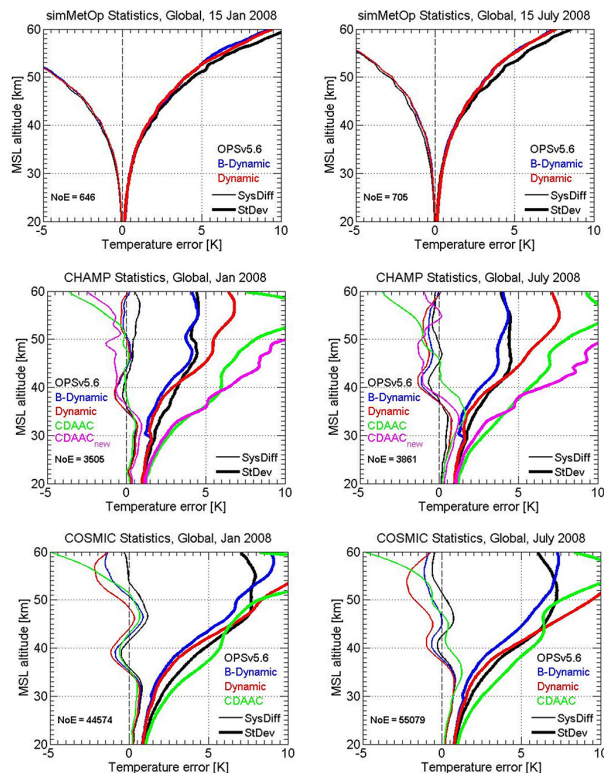 simMetOp Statistics, Global, 15 Jan 2008
MSL altitude [km]
60
50
40
30
20
OPSv5.6
B-Dynamic
Dynamic
NoE = 646
SysDiff
StDev
-5 0 5 10
Temperature error [K]
simMetOp Statistics, Global, 15 July 2008
MSL altitude [km]
60
50
40
30
20
OPSv5.6
B-Dynamic
Dynamic
NoE = 705
SysDiff
StDev
-5 0 5 10
Temperature error [K]
CHAMP Statistics, Global, Jan 2008
MSL altitude [km]
60
50
40
30
20
OPSv5.6
B-Dynamic
Dynamic
CDAAC
CDAACnew
NoE = 3505
SysDiff
StDev
-5 0 5 10
Temperature error [K]
CHAMP Statistics, Global, July 2008
MSL altitude [km]
60
50
40
30
20
OPSv5.6
B-Dynamic
Dynamic
CDAAC
CDAACnew
NoE = 3861
SysDiff
StDev
-5 0 5 10
Temperature error [K]
COSMIC Statistics, Global, Jan 2008
MSL altitude [km]
60
50
40
30
20
OPSv5.6
B-Dynamic
Dynamic
CDAAC
NoE = 44574
SysDiff
StDev
-5 0 5 10
Temperature error [K]
COSMIC Statistics, Global, July 2008
MSL altitude [km]
60
50
40
30
20
OPSv5.6
B-Dynamic
Dynamic
CDAAC
NoE = 55079
SysDiff
StDev
-5 0 5 10
Temperature error [K]